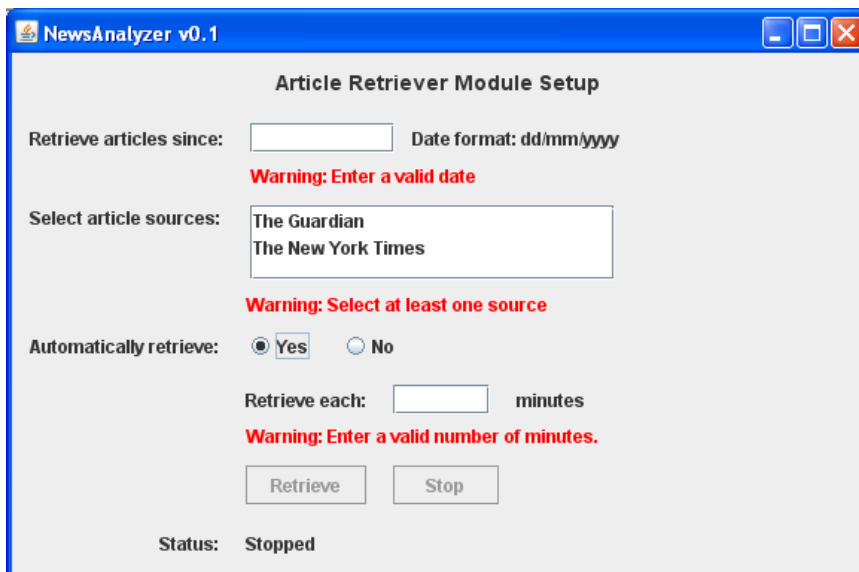 NewsAnalyzer v0.1
Article Retriever Module Setup
Retrieve articles since: Date format: dd/mm/yyyy
Warning: Enter a valid date
Select article sources: The Guardian
The New York Times
Warning: Select at least one source
Automatically retrieve: Yes No
Retrieve each: minutes
Warning: Enter a valid number of minutes.
Retrieve Stop
Status: Stopped